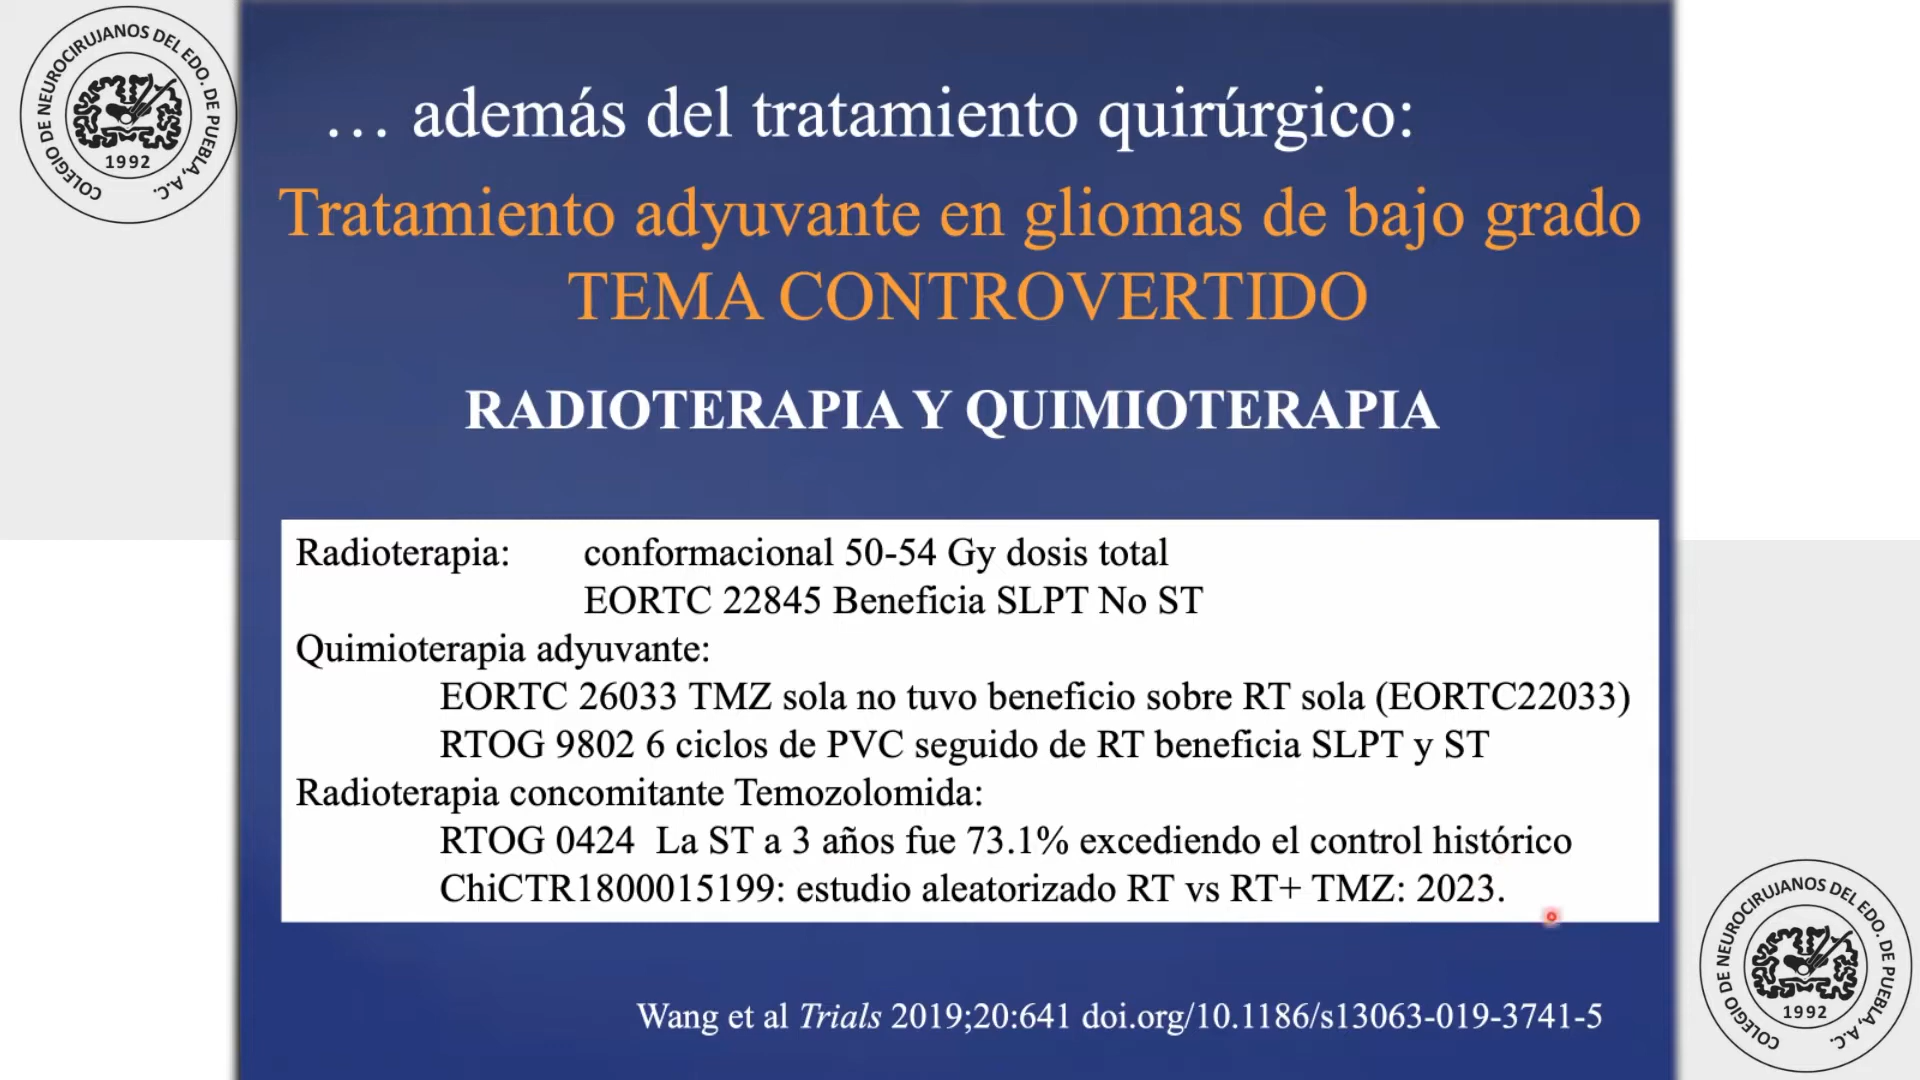 COLEGIO DE NEUROCIRUJANOS DEL EDO. DE PUEBLA, A.C.
1992
… además del tratamiento quirúrgico:
Tratamiento adyuvante en gliomas de bajo grado
TEMA CONTROVERTIDO
RADIOTERAPIA Y QUIMIOTERAPIA
Radioterapia: conformacional 50-54 Gy dosis total
EORTC 22845 Beneficia SLPT No ST
Quimioterapia adyuvante:
EORTC 26033 TMZ sola no tuvo beneficio sobre RT sola (EORTC22033)
RTOG 9802 6 ciclos de PVC seguido de RT beneficia SLPT y ST
Radioterapia concomitante Temozolomida:
RTOG 0424 La ST a 3 años fue 73.1% excediendo el control histórico
ChiCTR1800015199: estudio aleatorizado RT vs RT+ TMZ: 2023.
Wang et al Trials 2019;20:641 doi.org/10.1186/s13063-019-3741-5
COLEGIO DE NEUROCIRUJANOS DEL EDO. DE PUEBLA, A.C.
1992